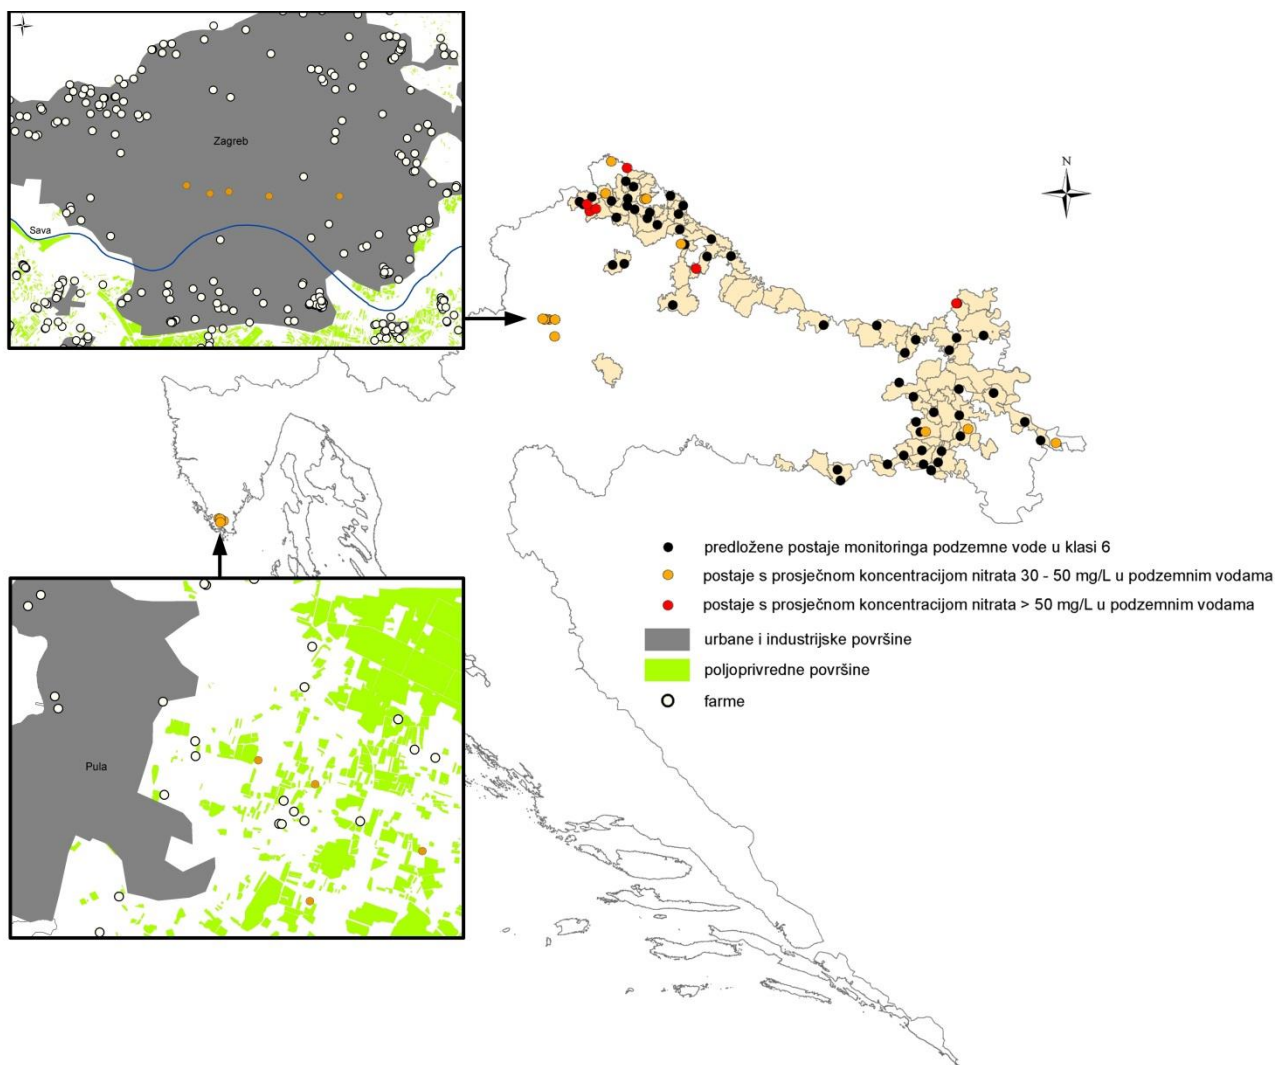 Zagreb
Sava
N
predložene postaje monitoringa podzemne vode u klasi 6
postaje s prosječnom koncentracijom nitrata 30 - 50 mg/L u podzemnim vodama
postaje s prosječnom koncentracijom nitrata > 50 mg/L u podzemnim vodama
urbane i industrijske površine
poljoprivredne površine
farme
Pula